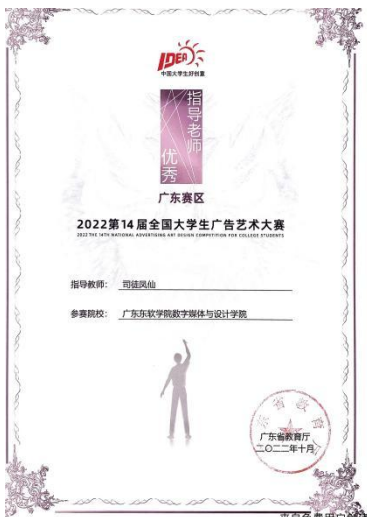 IDEA
中国大学生好创意
指导老师
优秀
广东赛区
2022第14届全国大学生广告艺术大赛
2022 THE 14TH NATIONAL ADVERTISING ART DESIGN COMPETITION FOR COLLEGE STUDENTS
指导教师: 司徒凤仙
参赛院校: 广东东软学院数字媒体与设计学院
广东省教育厅
二〇二二年十月